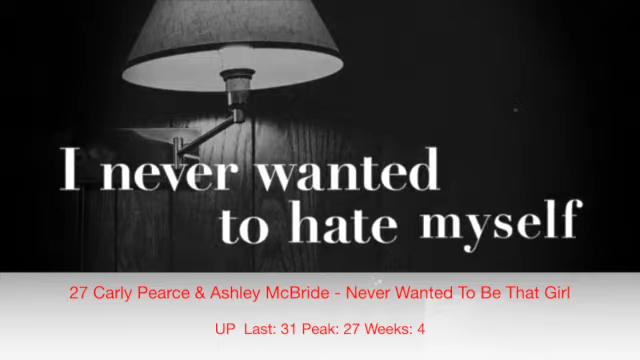 I never wanted
to hate myself
27 Carly Pearce & Ashley McBride - Never Wanted To Be That Girl
UP Last: 31 Peak: 27 Weeks: 4